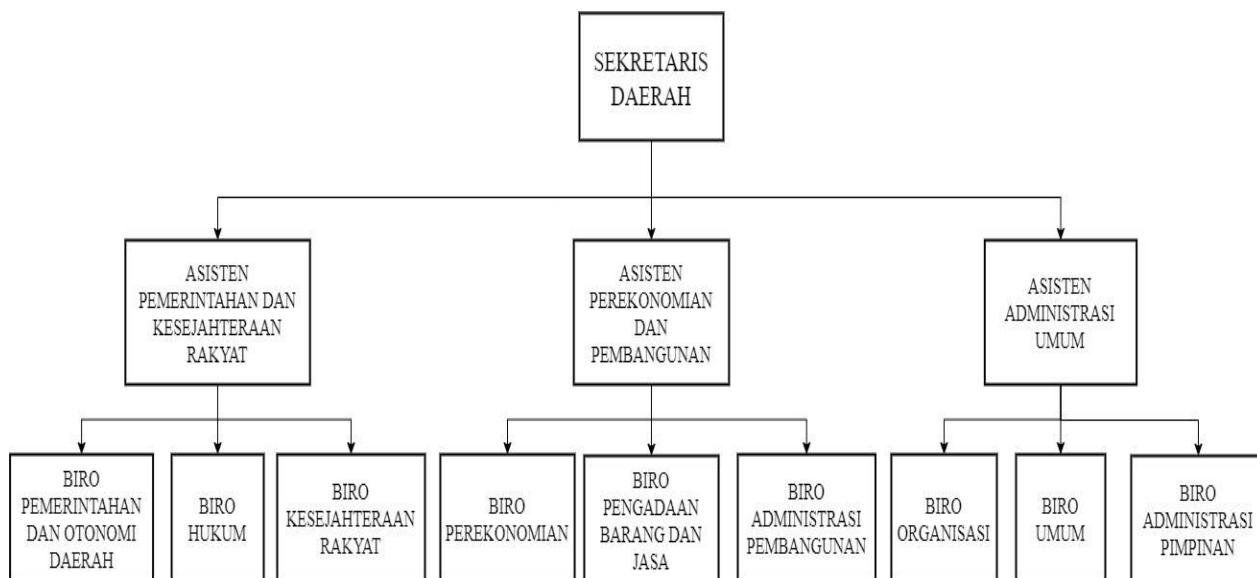 SEKRETARIS
DAERAH
ASISTEN
PEMERINTAHAN DAN
KESEJAHTERAAN
RAKYAT
ASISTEN
PEREKONOMIAN
DAN
PEMBANGUNAN
ASISTEN
ADMINISTRASI
UMUM
BIRO
PEMERINTAHAN
DAN OTONOMI
DAERAH
BIRO
HUKUM
BIRO
KESEJAHTERAAN
RAKYAT
BIRO
PEREKONOMIAN
BIRO
PENGADAAN
BARANG DAN
JASA
BIRO
ADMINISTRASI
PEMBANGUNAN
BIRO
ORGANISASI
BIRO
UMUM
BIRO
ADMINISTRASI
PIMPINAN